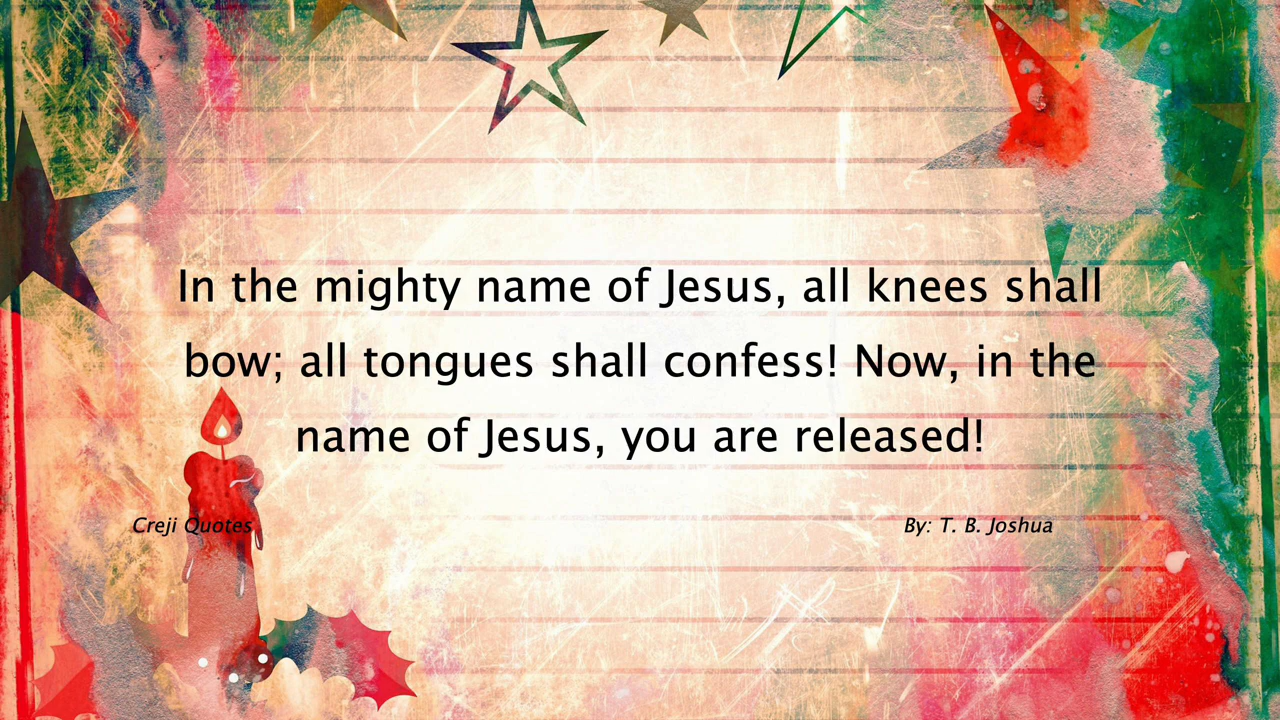 In the mighty name of Jesus, all knees shall
bow; all tongues shall confess! Now, in the
name of Jesus, you are released!
Creji Quotes
By: T. B. Joshua